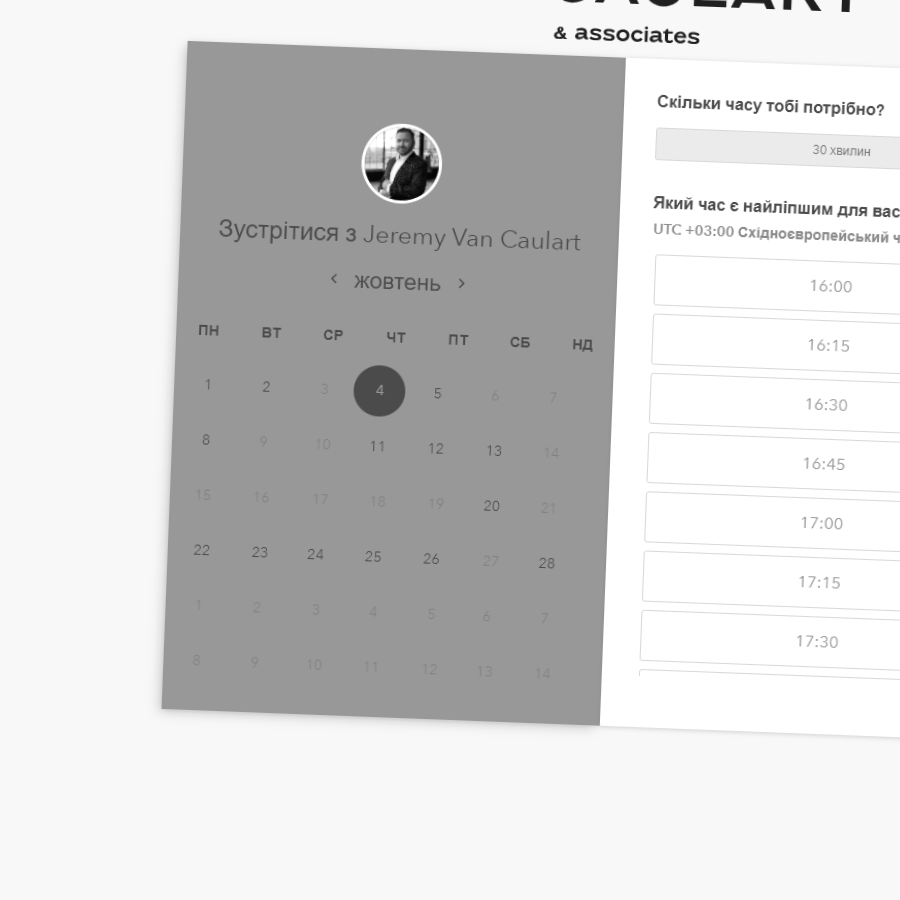 & associates
Зустрітися з Jeremy Van Caulart
‹ жовтень ›
ПН ВТ СР ЧТ ПТ СБ НД
1 2 3 4 5 6 7
8 9 10 11 12 13 14
15 16 17 18 19 20 21
22 23 24 25 26 27 28
1 2 3 4 5 6 7
8 9 10 11 12 13 14
Скільки часу тобі потрібно?
30 хвилин
Який час є найліпшим для вас
UTC +03:00 Східноєвропейський
16:00
16:15
16:30
16:45
17:00
17:15
17:30